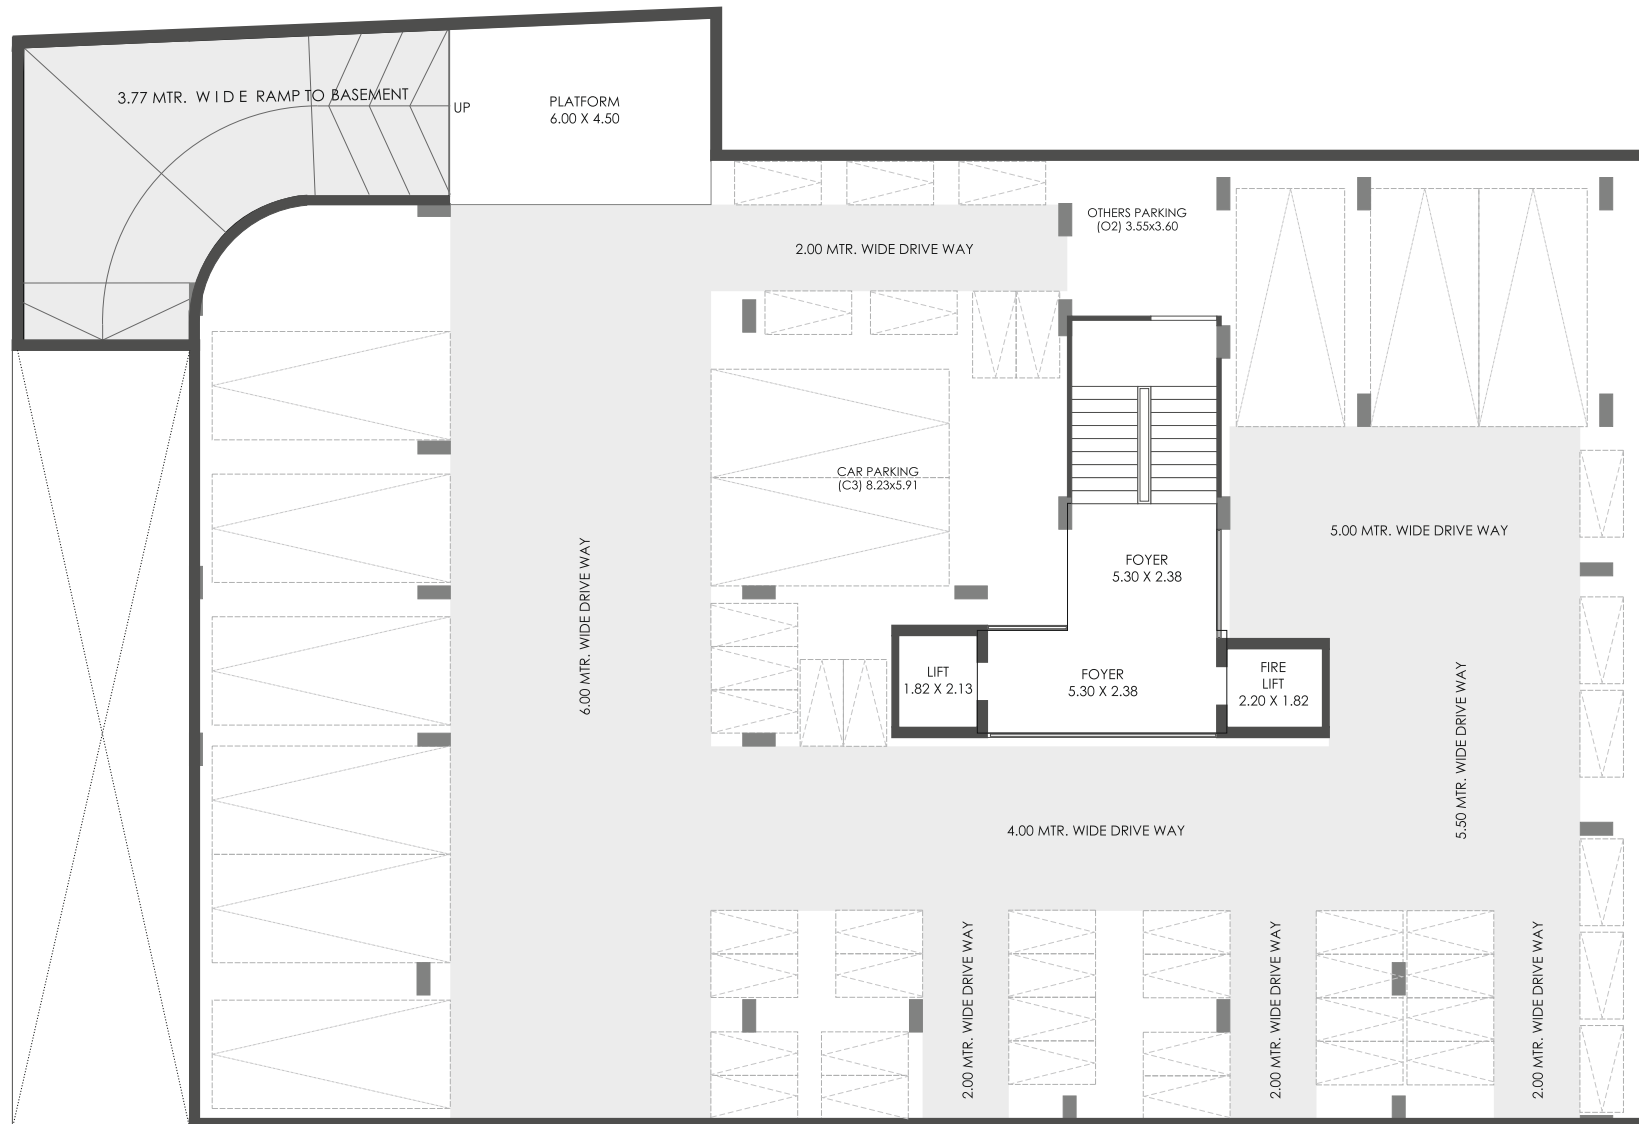 3.77 MTR. WIDE RAMP TO BASEMENT
UP
PLATFORM
6.00 X 4.50
OTHERS PARKING
(O2) 3.55x3.60
2.00 MTR. WIDE DRIVE WAY
CAR PARKING
(C3) 8.23x5.91
6.00 MTR. WIDE DRIVE WAY
FOYER
5.30 X 2.38
5.00 MTR. WIDE DRIVE WAY
LIFT
1.82 X 2.13
FOYER
5.30 X 2.38
FIRE
LIFT
2.20 X 1.82
5.50 MTR. WIDE DRIVE WAY
4.00 MTR. WIDE DRIVE WAY
2.00 MTR. WIDE DRIVE WAY
2.00 MTR. WIDE DRIVE WAY
2.00 MTR. WIDE DRIVE WAY